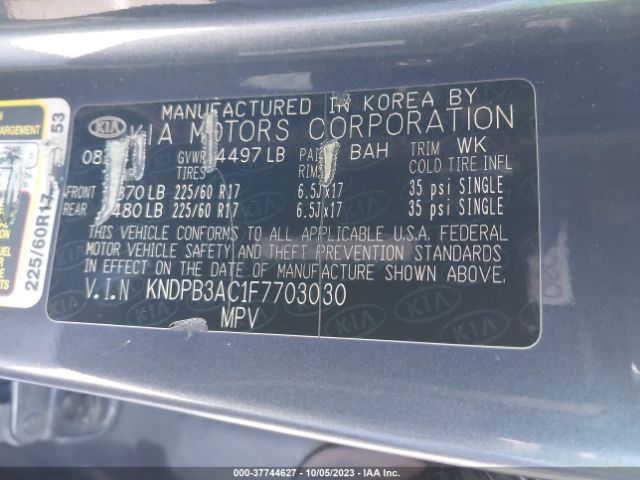 MANUFACTURED IN KOREA BY
KIA KIA MOTORS CORPORATION
GVWR 4497 LB BAH TRIM WK
TIRES RIM COLD TIRE INFL
FRONT 225/60 R17 6.5J×17 35 psi SINGLE
REAR 480 LB 225/60 R17 6.5J×17 35 psi SINGLE
THIS VEHICLE CONFORMS TO ALL APPLICABLE U.S.A. FEDERAL
MOTOR VEHICLE SAFETY AND THEFT PREVENTION STANDARDS
IN EFFECT ON THE DATE OF MANUFACTURE SHOWN ABOVE.
V.I.N KNDPB3AC1F7703030
MPV
53
225/60R17
000-37744627 - 10/05/2023 - IAA Inc.